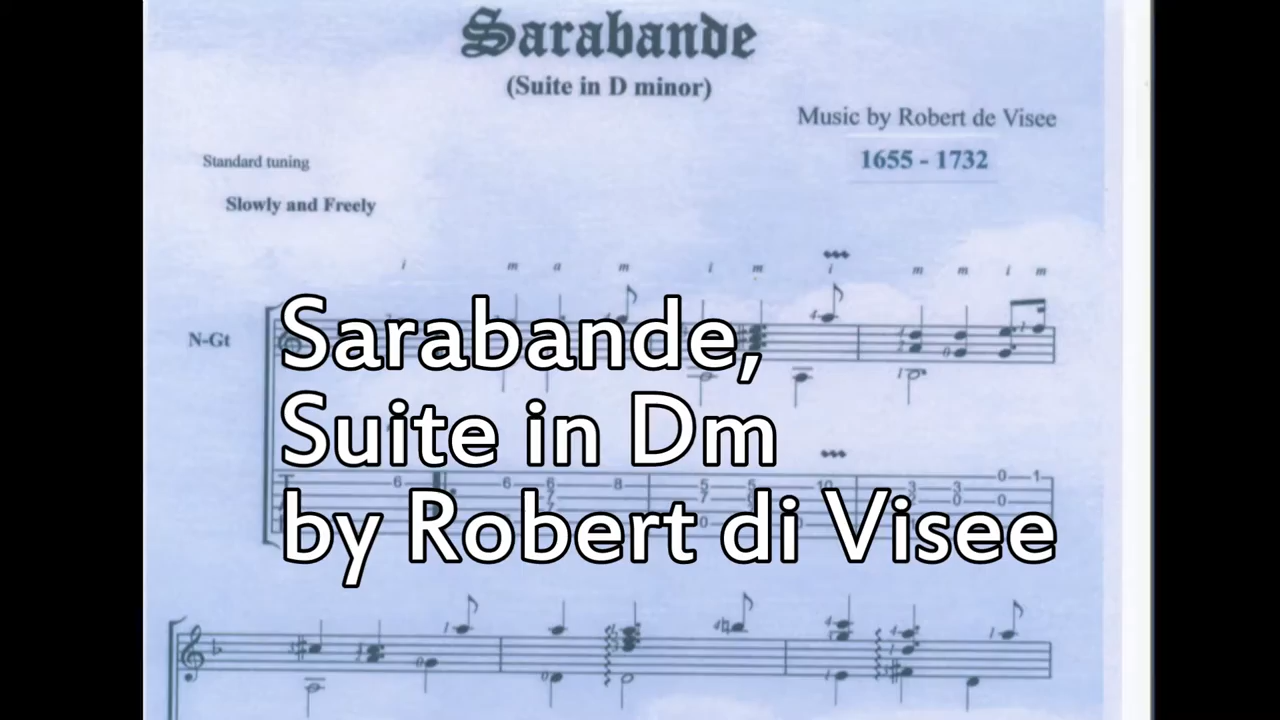 Sarabande
(Suite in D minor)
Music by Robert de Visee
1655 - 1732
Standard tuning
Slowly and Freely
i m a m i m i m m i m
N-Gt
Sarabande,
Suite in Dm
by Robert di Visee